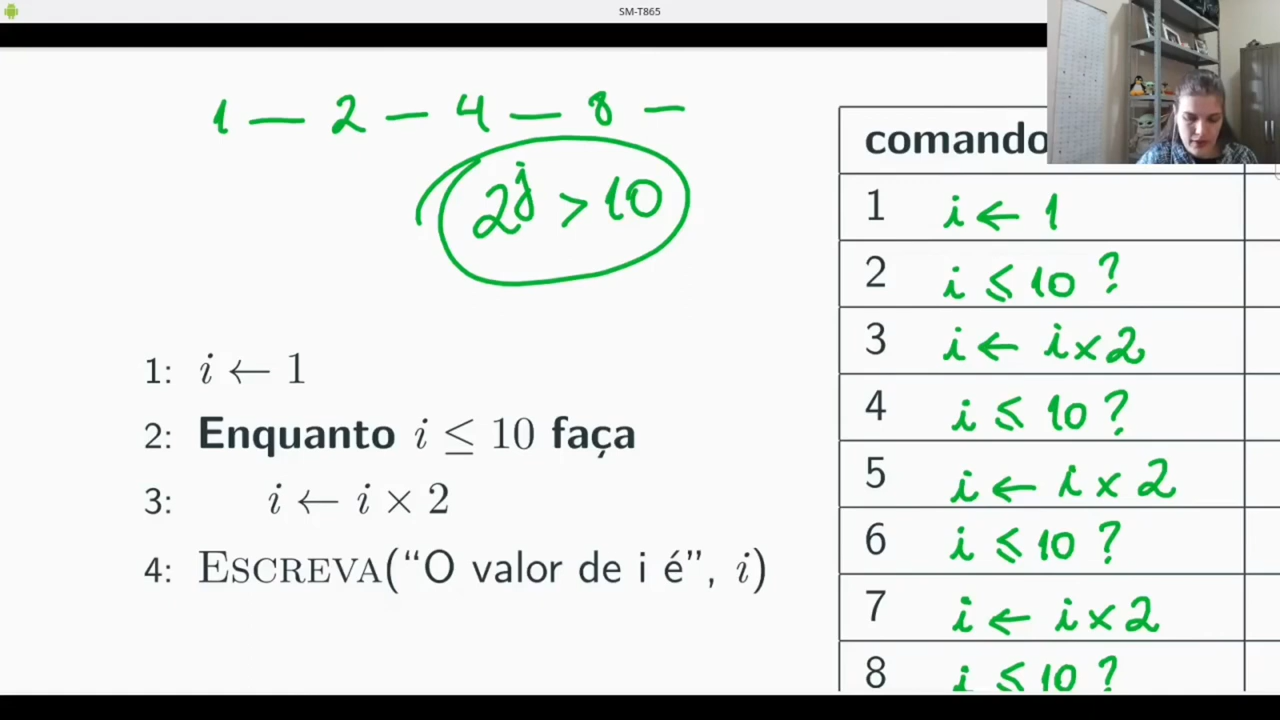 SM-T865
1 — 2 — 4 — 8 —
2^j > 10
1: i ← 1
2: Enquanto i ≤ 10 faça
3: i ← i × 2
4: ESCREVA(“O valor de i é”, i)
comando
1 i ← 1
2 i ≤ 10 ?
3 i ← i × 2
4 i ≤ 10 ?
5 i ← i × 2
6 i ≤ 10 ?
7 i ← i × 2
8 i ≤ 10 ?